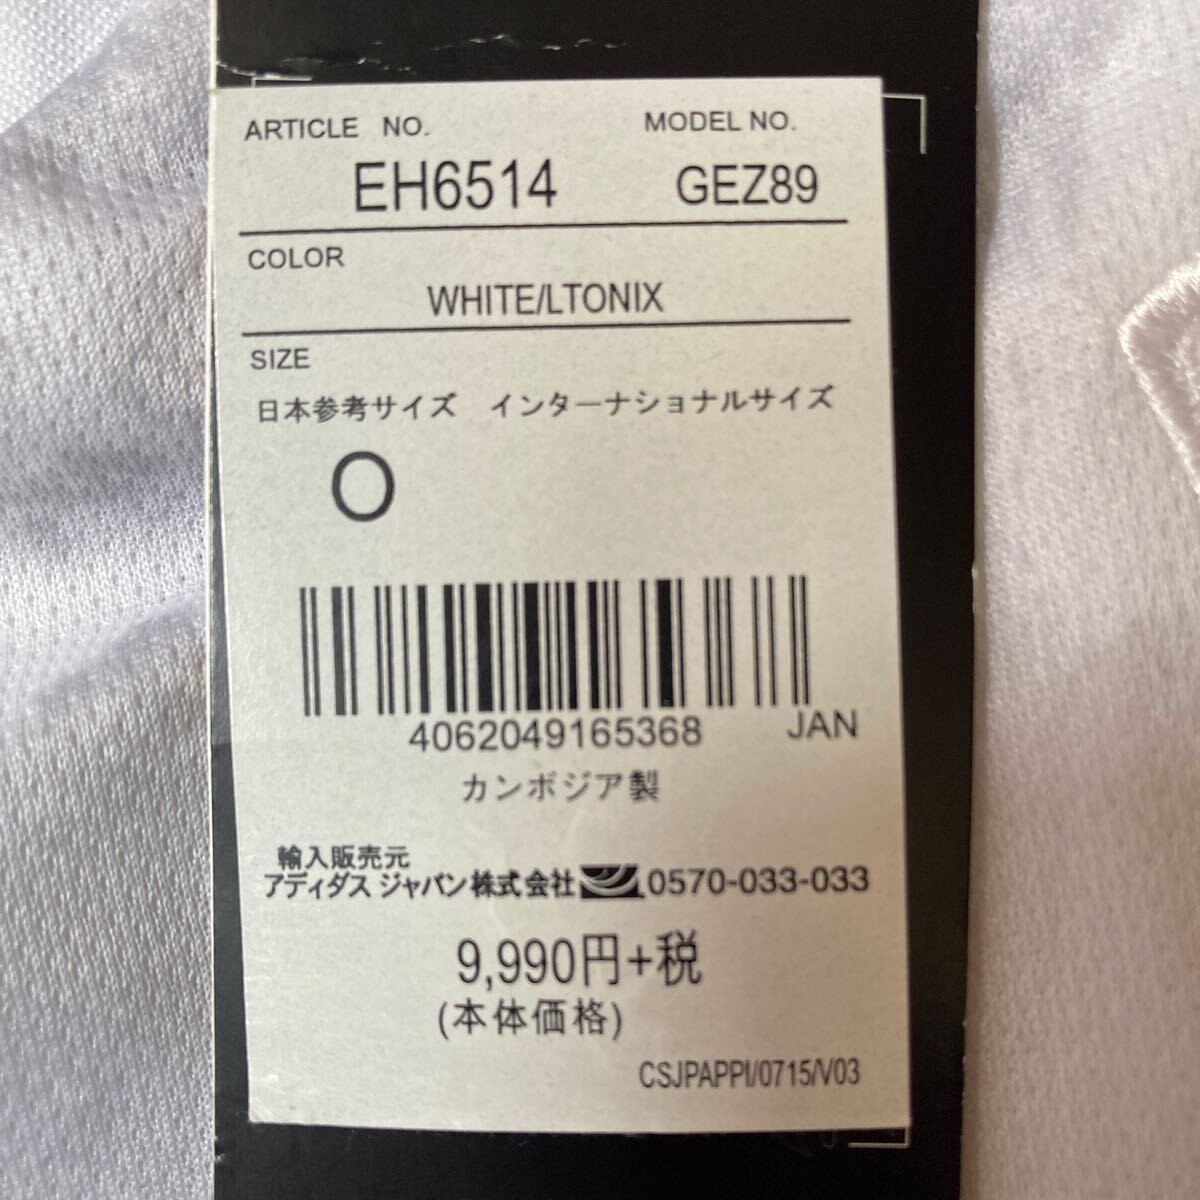 ARTICLE NO. MODEL NO.
EH6514 GEZ89
COLOR
WHITE/LTONIX
SIZE
日本参考サイズ インターナショナルサイズ
O
4062049165368 JAN
カンボジア製
輸入販売元
アディダス ジャパン株式会社 0570-033-033
9,990円+税
(本体価格)
CSJPAPPI/0715/V03